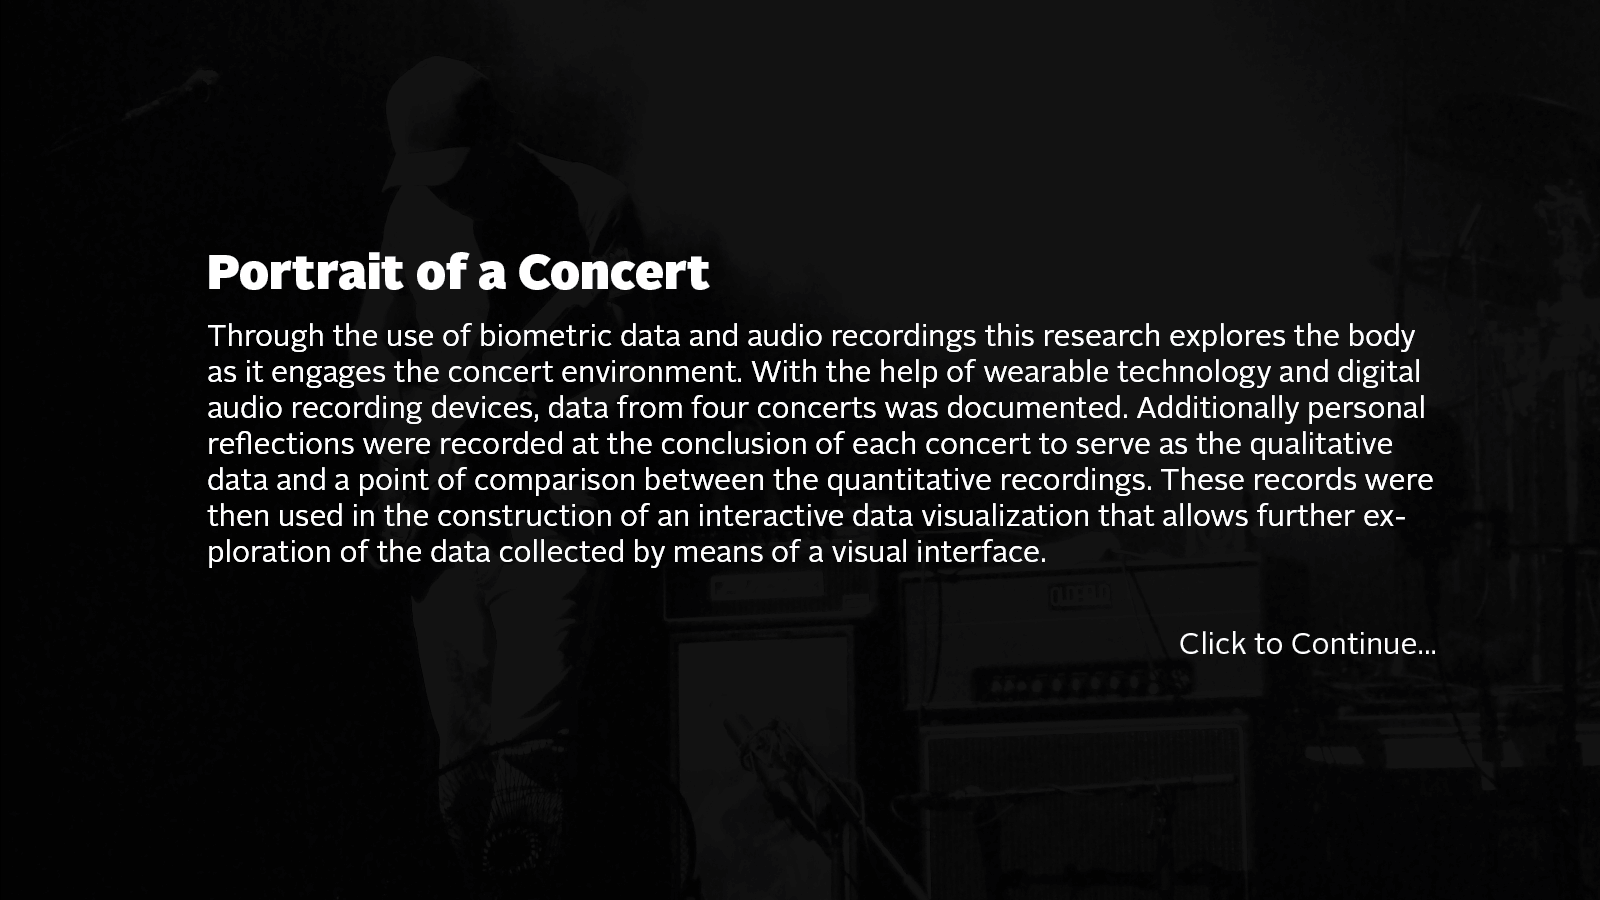 Portrait of a Concert
Through the use of biometric data and audio recordings this research explores the body
as it engages the concert environment. With the help of wearable technology and digital
audio recording devices, data from four concerts was documented. Additionally personal
reflections were recorded at the conclusion of each concert to serve as the qualitative
data and a point of comparison between the quantitative recordings. These records were
then used in the construction of an interactive data visualization that allows further ex-
ploration of the data collected by means of a visual interface.
Click to Continue...